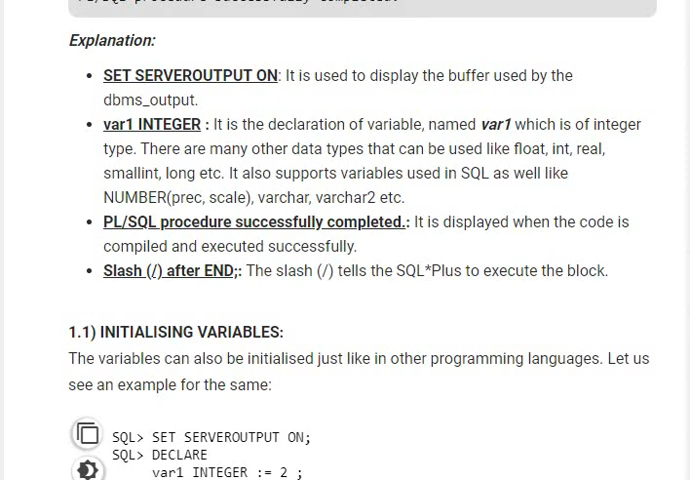 Explanation:
• SET SERVEROUTPUT ON: It is used to display the buffer used by the
dbms_output.
• var1 INTEGER : It is the declaration of variable, named var1 which is of integer
type. There are many other data types that can be used like float, int, real,
smallint, long etc. It also supports variables used in SQL as well like
NUMBER(prec, scale), varchar, varchar2 etc.
• PL/SQL procedure successfully completed.: It is displayed when the code is
compiled and executed successfully.
• Slash (/) after END;: The slash (/) tells the SQL*Plus to execute the block.
1.1) INITIALISING VARIABLES:
The variables can also be initialised just like in other programming languages. Let us
see an example for the same:
SQL> SET SERVEROUTPUT ON;
SQL> DECLARE
var1 INTEGER := 2 ;